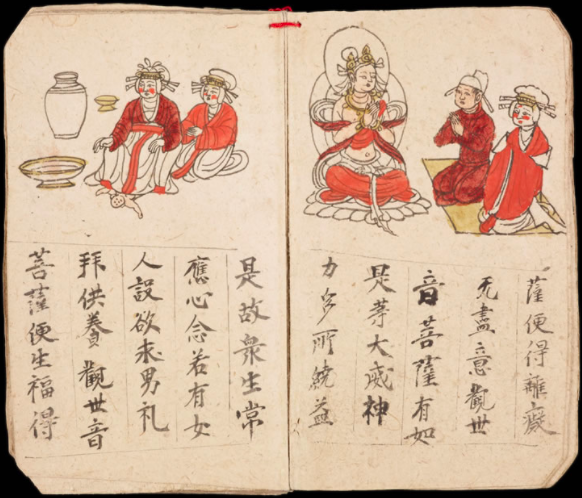 薩便得離癡
无盡意觀世
音菩薩有如
是等大威神
力多所繞益
是故衆生常
應心念若有女
人設欲求男礼
拜供養觀世音
菩薩便生福得